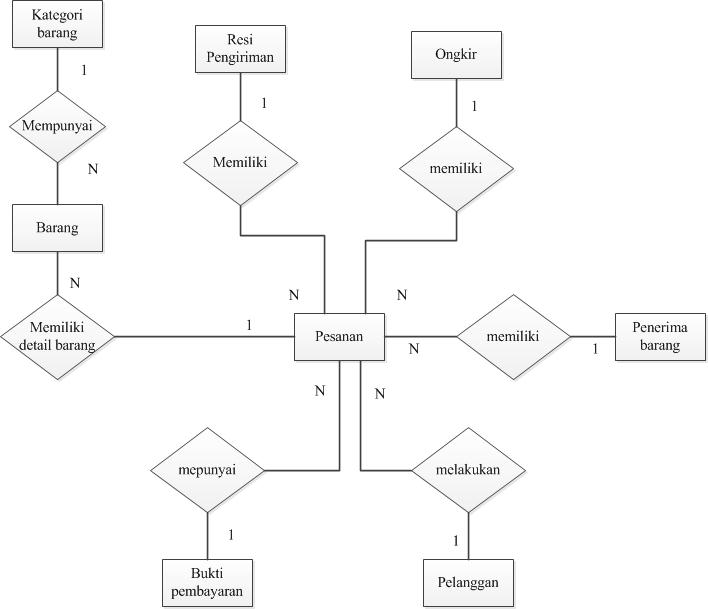 Kategori
barang
1
Mempunyai
N
Barang
N
Memiliki
detail barang
1
Resi
Pengiriman
1
Memiliki
N
Ongkir
1
memiliki
N
Pesanan
N
memiliki
1
Penerima
barang
N
mepunyai
1
Bukti
pembayaran
N
melakukan
1
Pelanggan